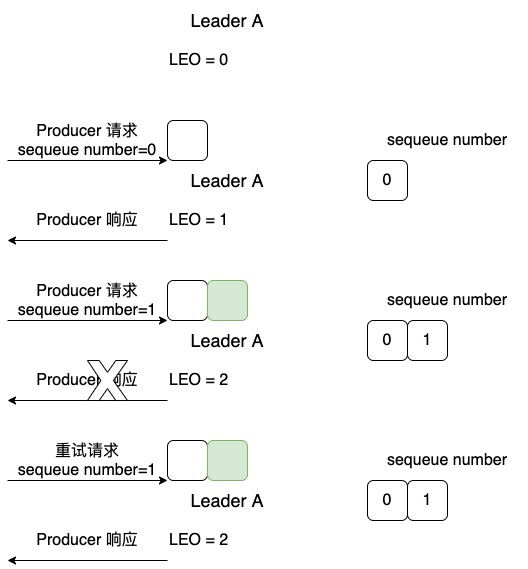 Leader A
LEO = 0
Producer 请求
sequeue number=0
sequeue number
0
Leader A
Producer 响应
LEO = 1
Producer 请求
sequeue number=1
sequeue number
0 1
Leader A
Producer 响应
LEO = 2
重试请求
sequeue number=1
sequeue number
0 1
Leader A
Producer 响应
LEO = 2